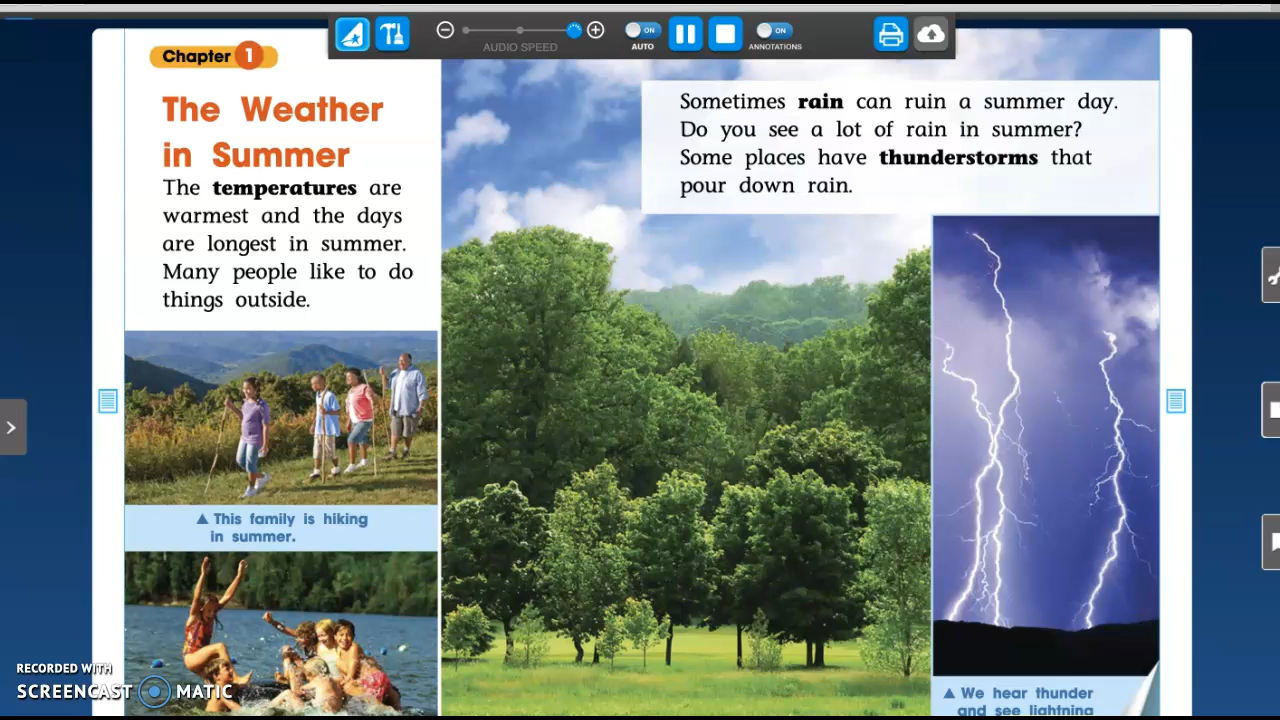 AUDIO SPEED
ON
AUTO
ON
ANNOTATIONS
Chapter 1
The Weather
in Summer
The temperatures are
warmest and the days
are longest in summer.
Many people like to do
things outside.
▲ This family is hiking
in summer.
Sometimes rain can ruin a summer day.
Do you see a lot of rain in summer?
Some places have thunderstorms that
pour down rain.
▲ We hear thunder
and see lightning
RECORDED WITH
SCREENCAST MATIC